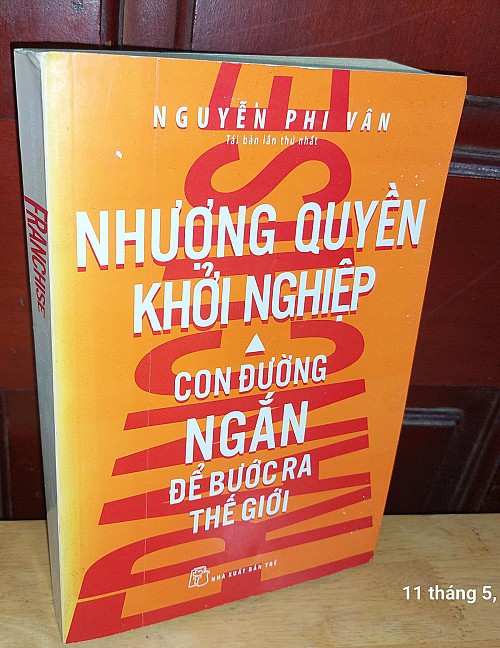 NGUYỄN PHI VÂN
Tái bản lần thứ nhất
NHƯỢNG QUYỀN
KHỞI NGHIỆP
CON ĐƯỜNG
NGẮN
ĐỂ BƯỚC RA
THẾ GIỚI
NHÀ XUẤT BẢN TRẺ
FRANCHISE
FRANCHISE
11 tháng 5,